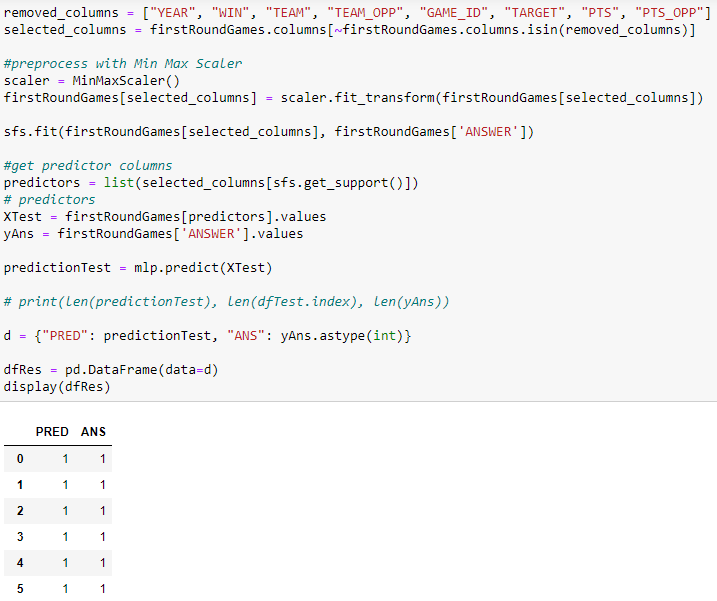 removed_columns = ["YEAR", "WIN", "TEAM", "TEAM_OPP", "GAME_ID", "TARGET", "PTS", "PTS_OPP"]
selected_columns = firstRoundGames.columns[~firstRoundGames.columns.isin(removed_columns)]
#preprocess with Min Max Scaler
scaler = MinMaxScaler()
firstRoundGames[selected_columns] = scaler.fit_transform(firstRoundGames[selected_columns])
sfs.fit(firstRoundGames[selected_columns], firstRoundGames['ANSWER'])
#get predictor columns
predictors = list(selected_columns[sfs.get_support()])
# predictors
XTest = firstRoundGames[predictors].values
yAns = firstRoundGames['ANSWER'].values
predictionTest = mlp.predict(XTest)
# print(len(predictionTest), len(dfTest.index), len(yAns))
d = {"PRED": predictionTest, "ANS": yAns.astype(int)}
dfRes = pd.DataFrame(data=d)
display(dfRes)
PRED ANS
0 1 1
1 1 1
2 1 1
3 1 1
4 1 1
5 1 1